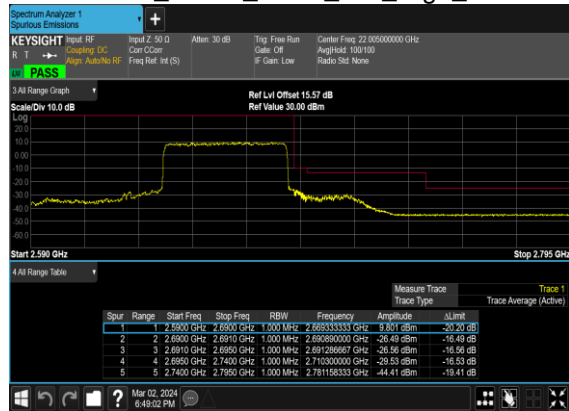 Spectrum Analyzer 1
Spurious Emissions
KEYSIGHT
R T
PASS
Input: RF
Coupling: DC
Align: Auto/No RF
Input Z: 50 Ω
Corr CCorr
Freq Ref: Int (S)
Atten: 30 dB
Trig: Free Run
Gate: Off
IF Gain: Low
Center Freq: 22.005000000 GHz
Avg|Hold: 100/100
Radio Std: None
3 All Range Graph
Scale/Div 10.0 dB
Ref Lvl Offset 15.57 dB
Ref Value 30.00 dBm
Log
20.0
10.0
0.00
-10.0
-20.0
-30.0
-40.0
-50.0
-60.0
Start 2.590 GHz
Stop 2.795 GHz
4 All Range Table
Measure Trace Trace 1
Trace Type Trace Average (Active)
Spur Range Start Freq Stop Freq RBW Frequency Amplitude ΔLimit
1 1 2.5900 GHz 2.6900 GHz 1.000 MHz 2.669333333 GHz 9.801 dBm -20.20 dB
2 2 2.6900 GHz 2.6910 GHz 1.000 MHz 2.690890000 GHz -26.49 dBm -16.49 dB
3 3 2.6910 GHz 2.6950 GHz 1.000 MHz 2.691286667 GHz -26.56 dBm -16.56 dB
4 4 2.6950 GHz 2.7400 GHz 1.000 MHz 2.710300000 GHz -29.53 dBm -16.53 dB
5 5 2.7400 GHz 2.7950 GHz 1.000 MHz 2.781158333 GHz -44.41 dBm -19.41 dB
Mar 02, 2024
6:49:02 PM